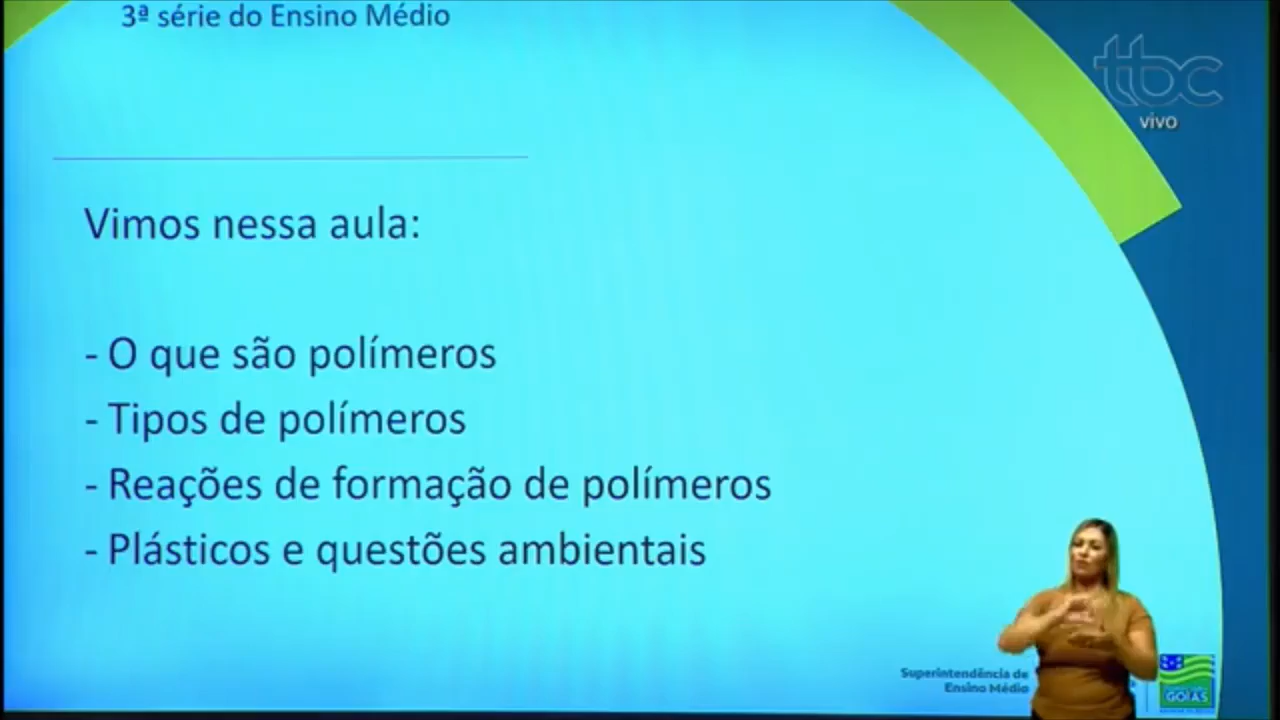 3ª série do Ensino Médio
tbc
vivo
Vimos nessa aula:
- O que são polímeros
- Tipos de polímeros
- Reações de formação de polímeros
- Plásticos e questões ambientais
Superintendência de
Ensino Médio
GOIÁS